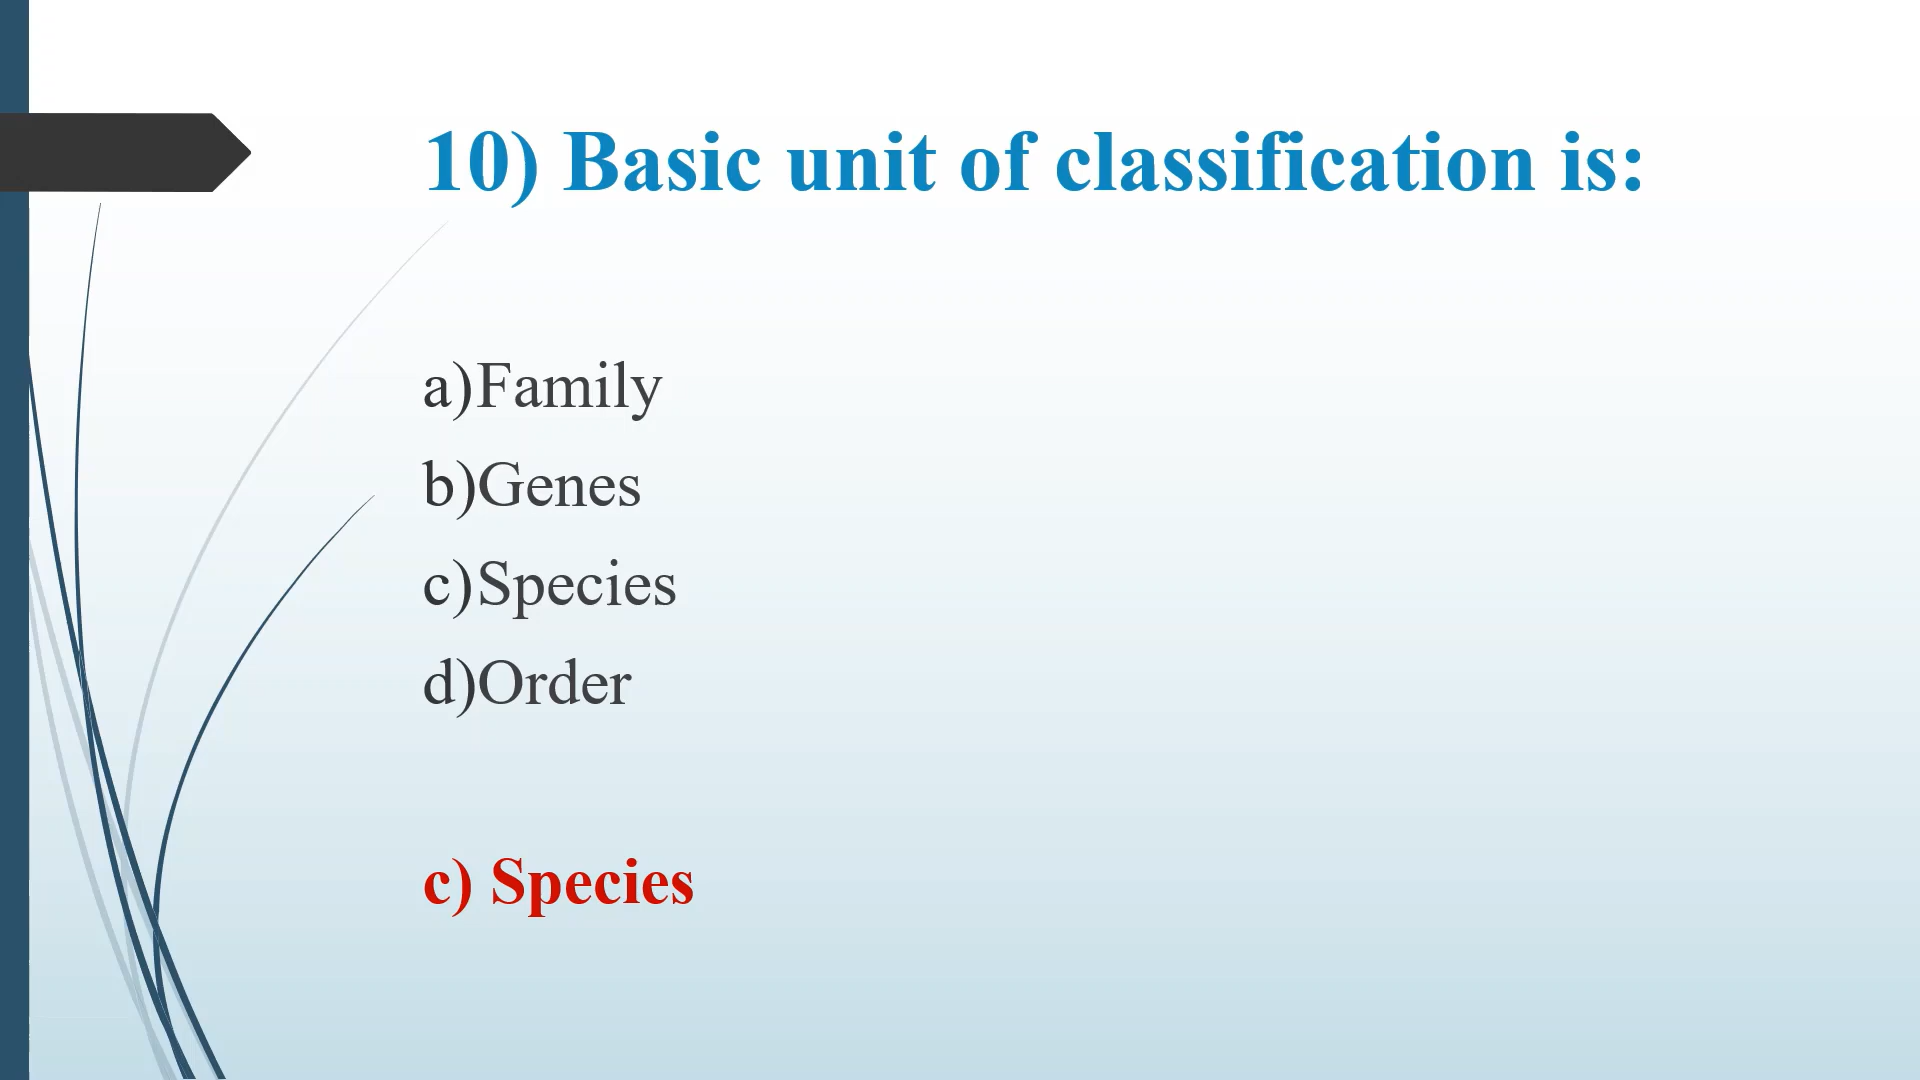 10) Basic unit of classification is:
a)Family
b)Genes
c)Species
d)Order
c) Species